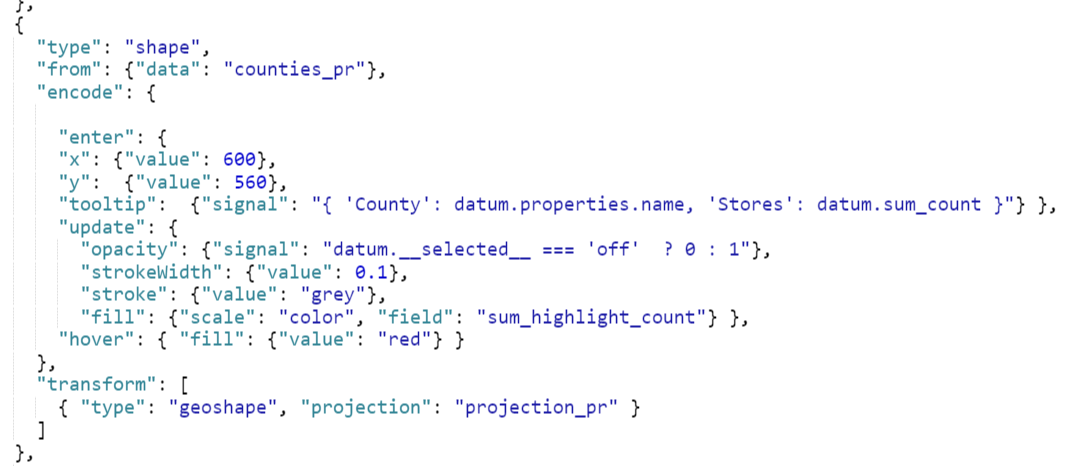 },
{
  "type": "shape",
  "from": {"data": "counties_pr"},
  "encode": {

    "enter": {
    "x": {"value": 600},
    "y":  {"value": 560},
    "tooltip":  {"signal": "{ 'County': datum.properties.name, 'Stores': datum.sum_count }"} },
    "update": {
      "opacity": {"signal": "datum.__selected__ === 'off'  ? 0 : 1"},
      "strokeWidth": {"value": 0.1},
      "stroke": {"value": "grey"},
      "fill": {"scale": "color", "field": "sum_highlight_count"} },
    "hover": { "fill": {"value": "red"} }
  },
  "transform": [
    { "type": "geoshape", "projection": "projection_pr" }
  ]
},